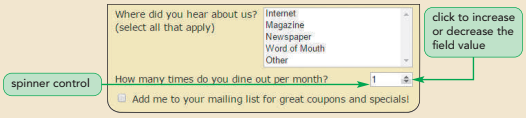 Where did you hear about us?
(select all that apply)
Internet
Magazine
Newspaper
Word of Mouth
Other
click to increase
or decrease the
field value
spinner control
How many times do you dine out per month?
1
Add me to your mailing list for great coupons and specials!